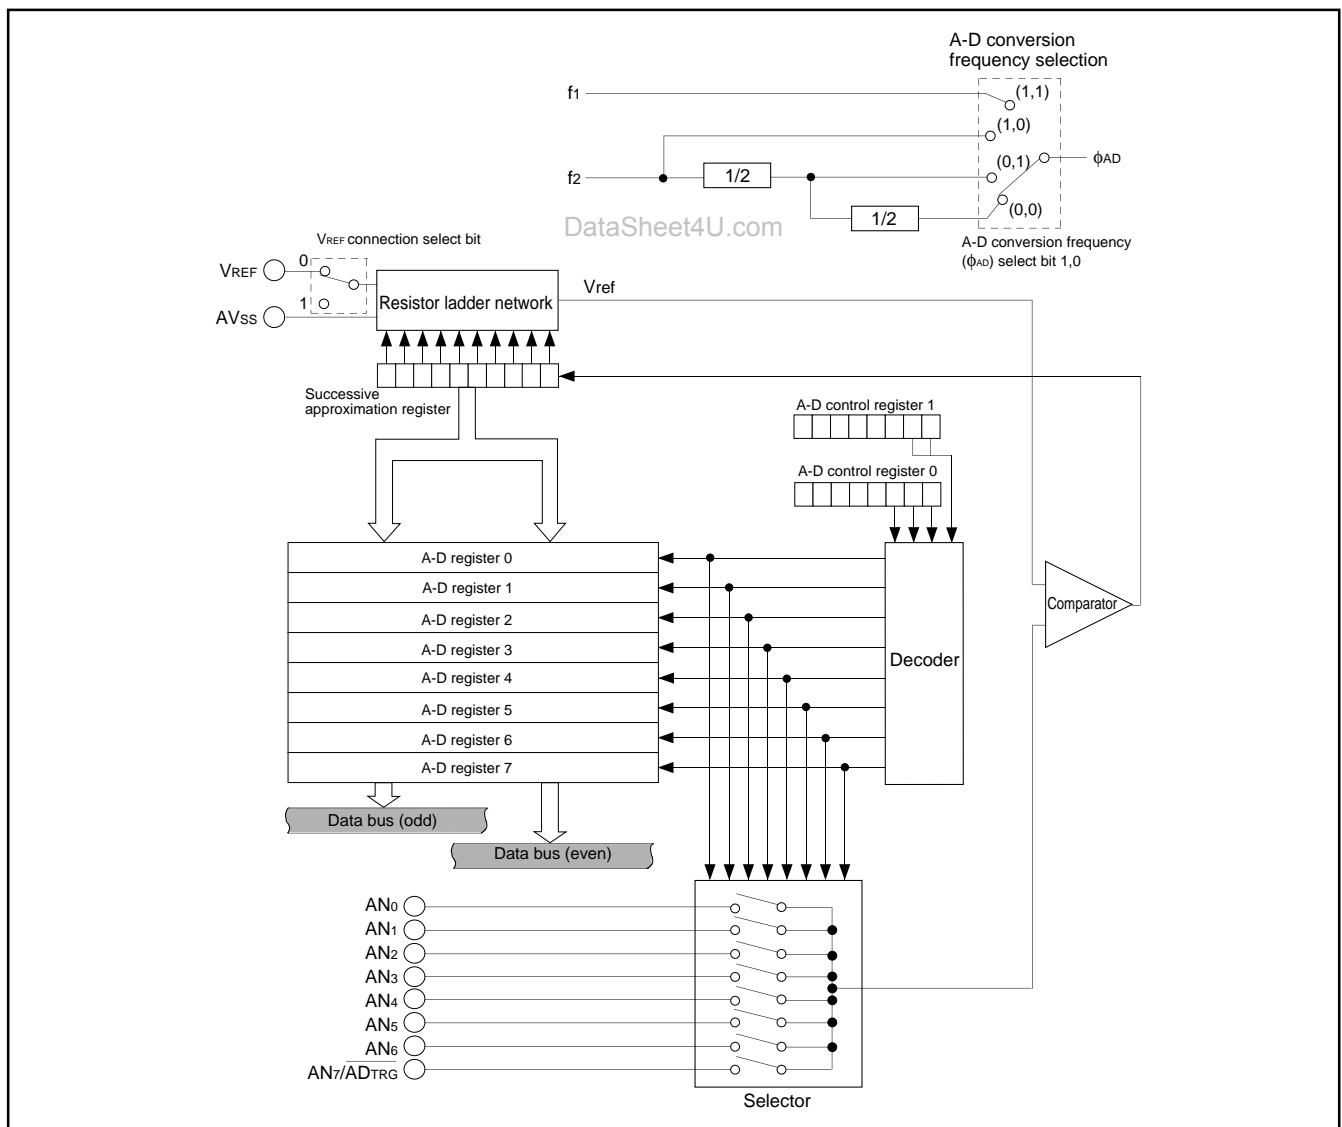 A-D conversion
frequency selection
f1
(1,1)
(1,0)
(0,1)
ϕAD
f2
1/2
1/2
(0,0)
DataSheet4U.com
A-D conversion frequency
(ϕAD) select bit 1,0
VREF connection select bit
0
VREF
1
AVSS
Resistor ladder network
Vref
Successive
approximation register
A-D control register 1
A-D control register 0
A-D register 0
A-D register 1
A-D register 2
A-D register 3
A-D register 4
A-D register 5
A-D register 6
A-D register 7
Decoder
Comparator
Data bus (odd)
Data bus (even)
AN0
AN1
AN2
AN3
AN4
AN5
AN6
AN7/ADTRG
Selector